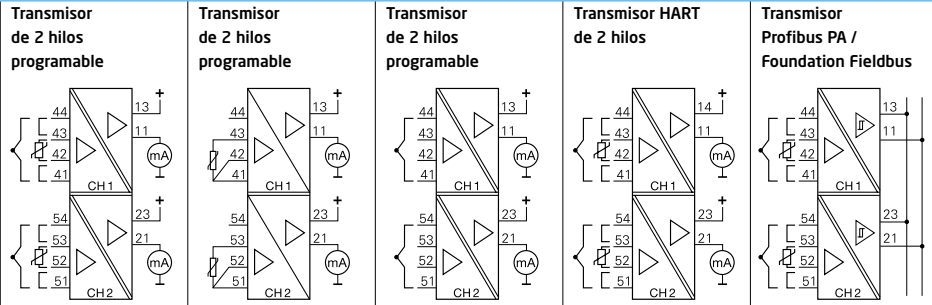 Transmisor
de 2 hilos
programable
44
43
42
41
13
+
11
mA
CH 1
54
53
52
51
23
+
21
mA
CH 2
Transmisor
de 2 hilos
programable
44
43
42
41
13
+
11
mA
CH 1
54
53
52
51
23
+
21
mA
CH 2
Transmisor
de 2 hilos
programable
44
43
42
41
13
+
11
mA
CH 1
54
53
52
51
23
+
21
mA
CH 2
Transmisor HART
de 2 hilos
44
43
42
41
14
+
11
mA
CH 1
54
53
52
51
23
+
21
mA
CH 2
Transmisor
Profibus PA /
Foundation Fieldbus
44
43
42
41
13
11
CH 1
54
53
52
51
23
21
CH 2